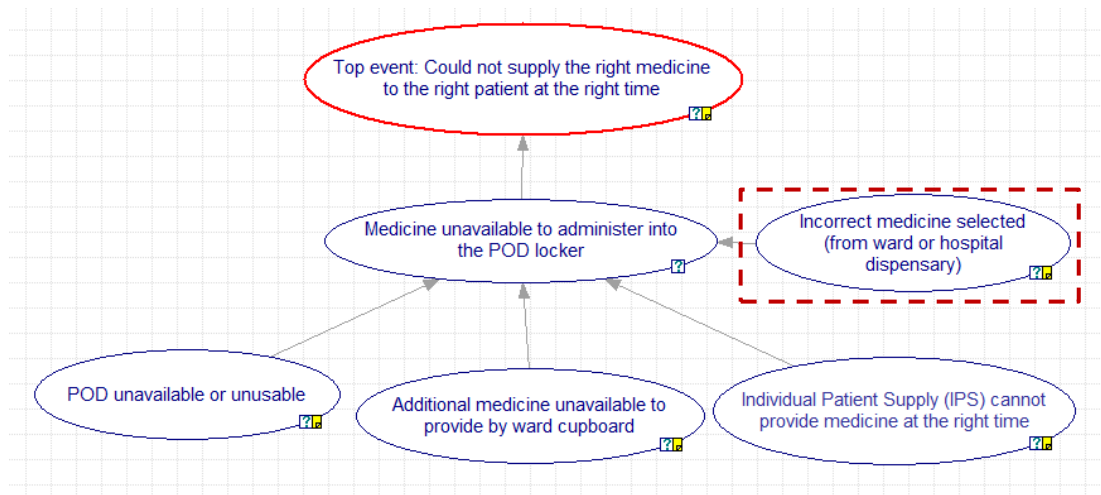 Top event: Could not supply the right medicine
to the right patient at the right time
?
Medicine unavailable to administer into
the POD locker
?
Incorrect medicine selected
(from ward or hospital
dispensary)
?
POD unavailable or unusable
?
Additional medicine unavailable to
provide by ward cupboard
?
Individual Patient Supply (IPS) cannot
provide medicine at the right time
?